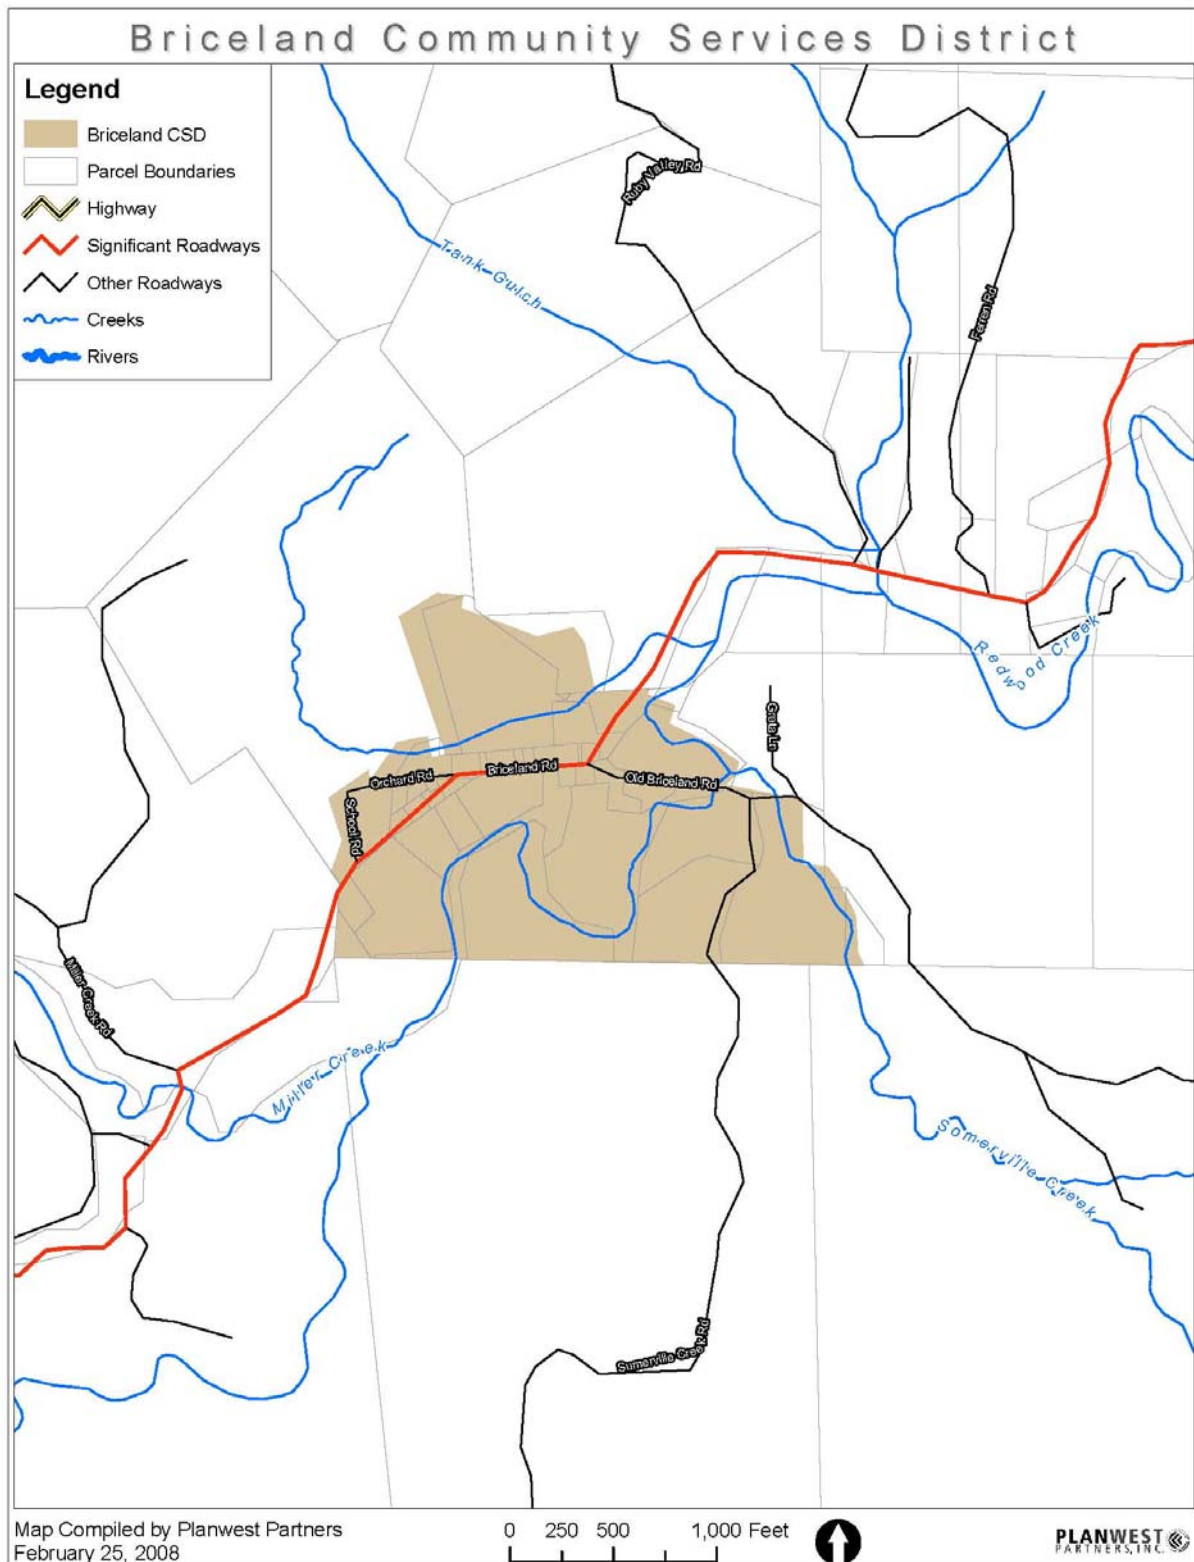 Briceland Community Services District
Legend
Briceland CSD
Parcel Boundaries
Highway
Significant Roadways
Other Roadways
Creeks
Rivers
Ruby Valley Rd
Tank Gulch
Ferren Rd
Redwood Creek
Orchard Rd
Briceland Rd
Old Briceland Rd
School Rd
Miller Creek Rd
Miller Creek
Somerville Creek
Sumerville Creek Rd
Map Compiled by Planwest Partners
February 25, 2008
0 250 500 1,000 Feet
PLANWEST
PARTNERS, INC.